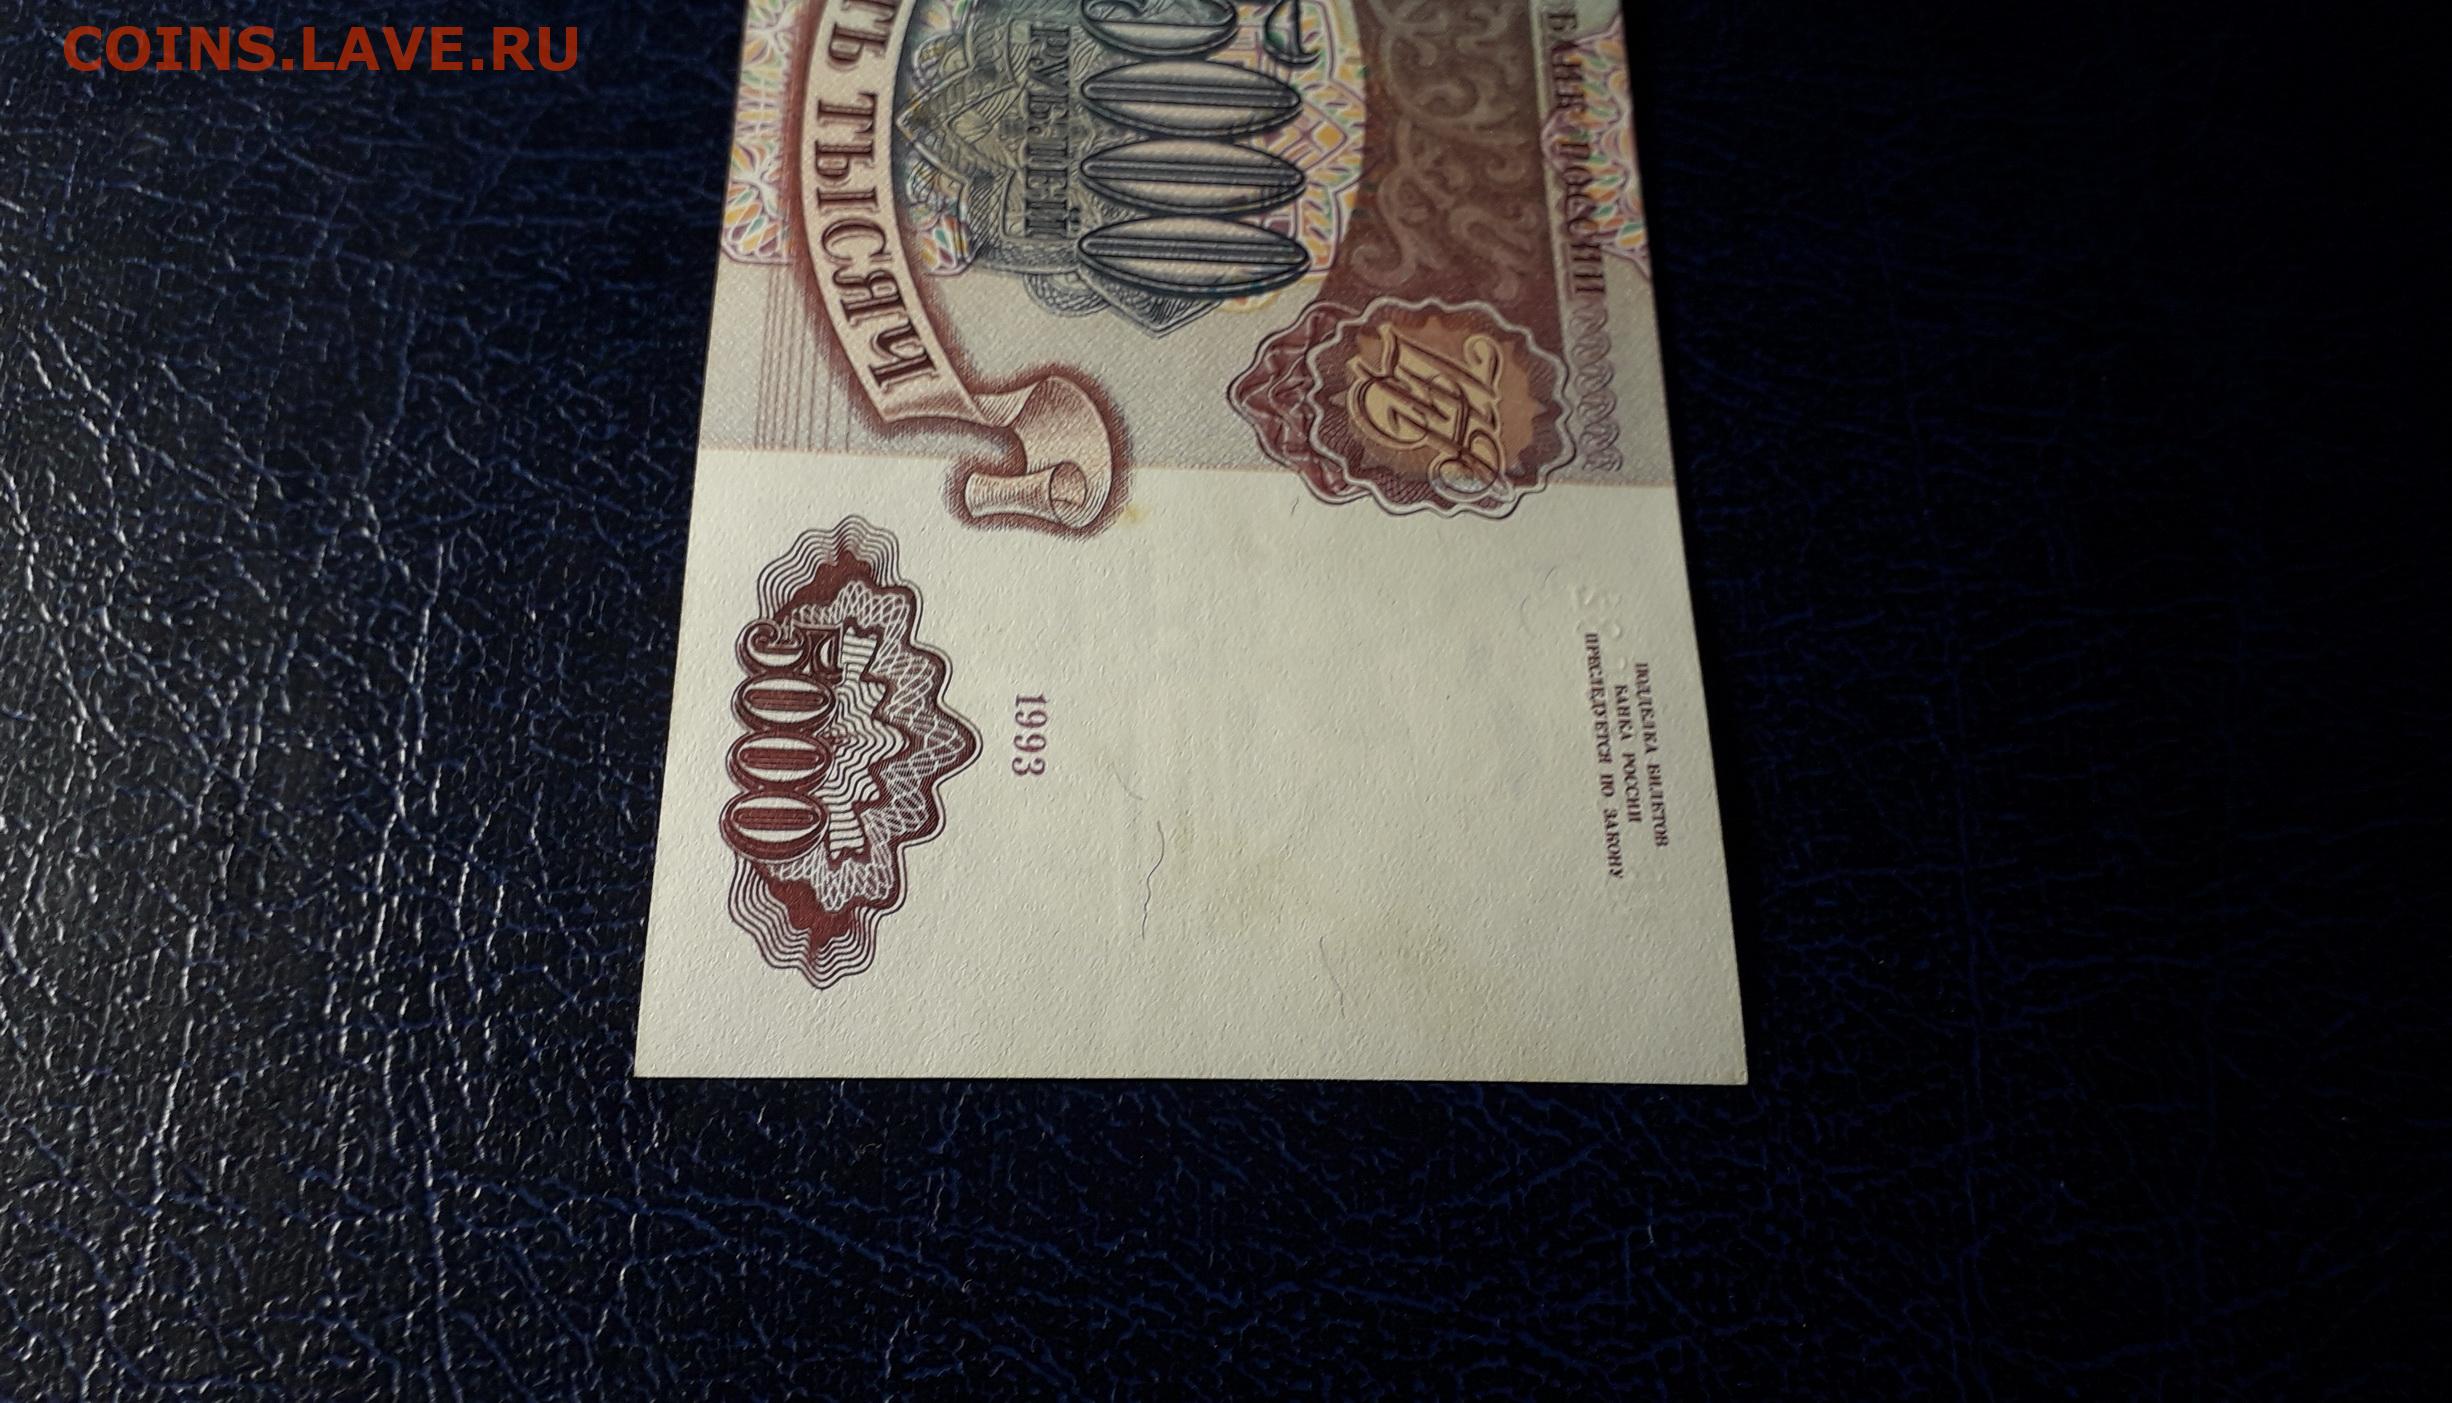 COINS.LAVE.RU
БАНК РОССИИ
5000
РУБЛЕЙ
ТЬ ТЫСЯЧ
ПОДДЕЛКА БИЛЕТОВ
БАНКА РОССИИ
ПРЕСЛЕДУЕТСЯ ПО ЗАКОНУ
1993
5000